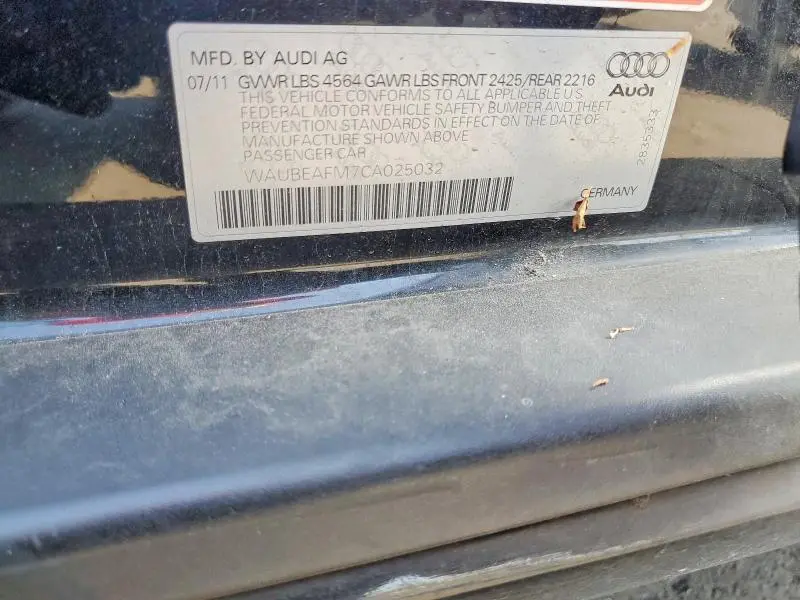 MFD. BY AUDI AG
07/11 GVWR LBS 4564 GAWR LBS FRONT 2425/REAR 2216
THIS VEHICLE CONFORMS TO ALL APPLICABLE U.S
FEDERAL MOTOR VEHICLE SAFETY BUMPER AND THEFT
PREVENTION STANDARDS IN EFFECT ON THE DATE OF
MANUFACTURE SHOWN ABOVE
PASSENGER CAR
WAUBEAFM7CA025032
Audi
2835333
GERMANY